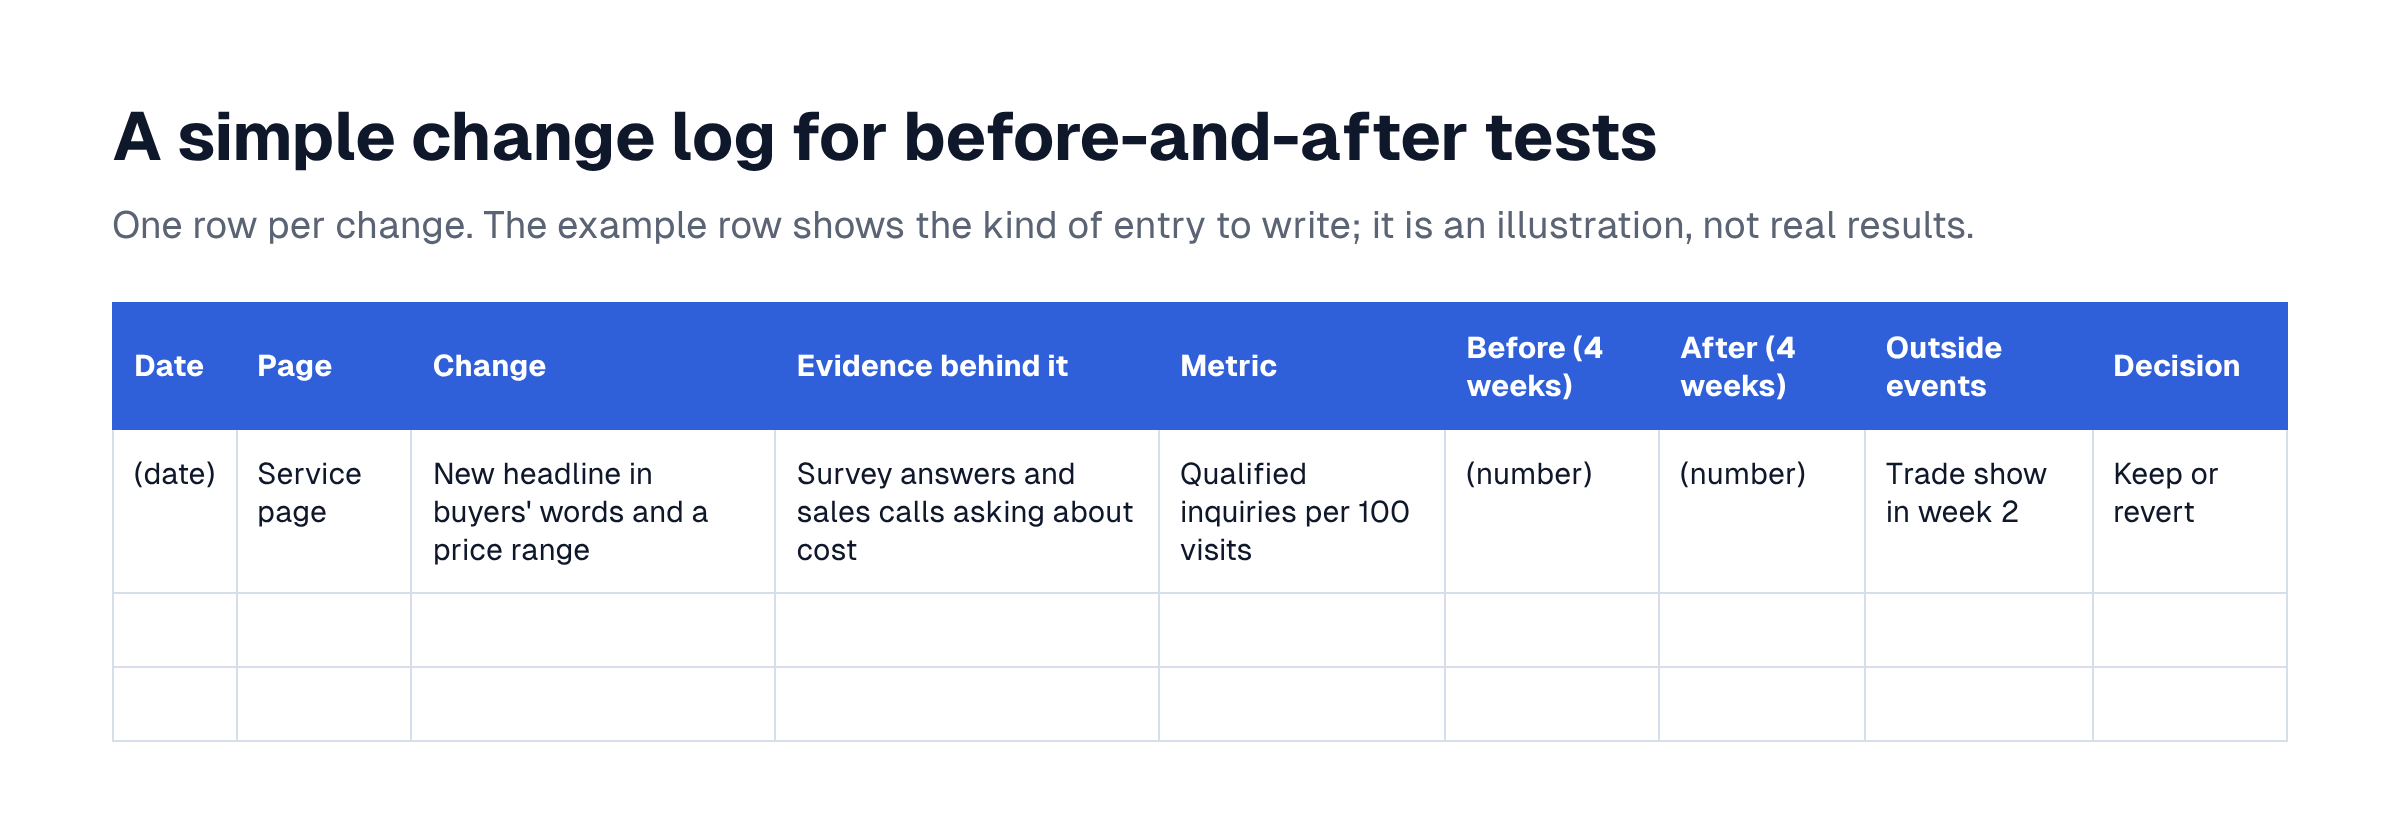 A simple change log for before-and-after tests
One row per change. The example row shows the kind of entry to write; it is an illustration, not real results.
Date
Page
Change
Evidence behind it
Metric
Before (4
weeks)
After (4
weeks)
Outside
events
Decision
(date)
Service
page
New headline in
buyers' words and a
price range
Survey answers and
sales calls asking about
cost
Qualified
inquiries per 100
visits
(number)
(number)
Trade show
in week 2
Keep or
revert